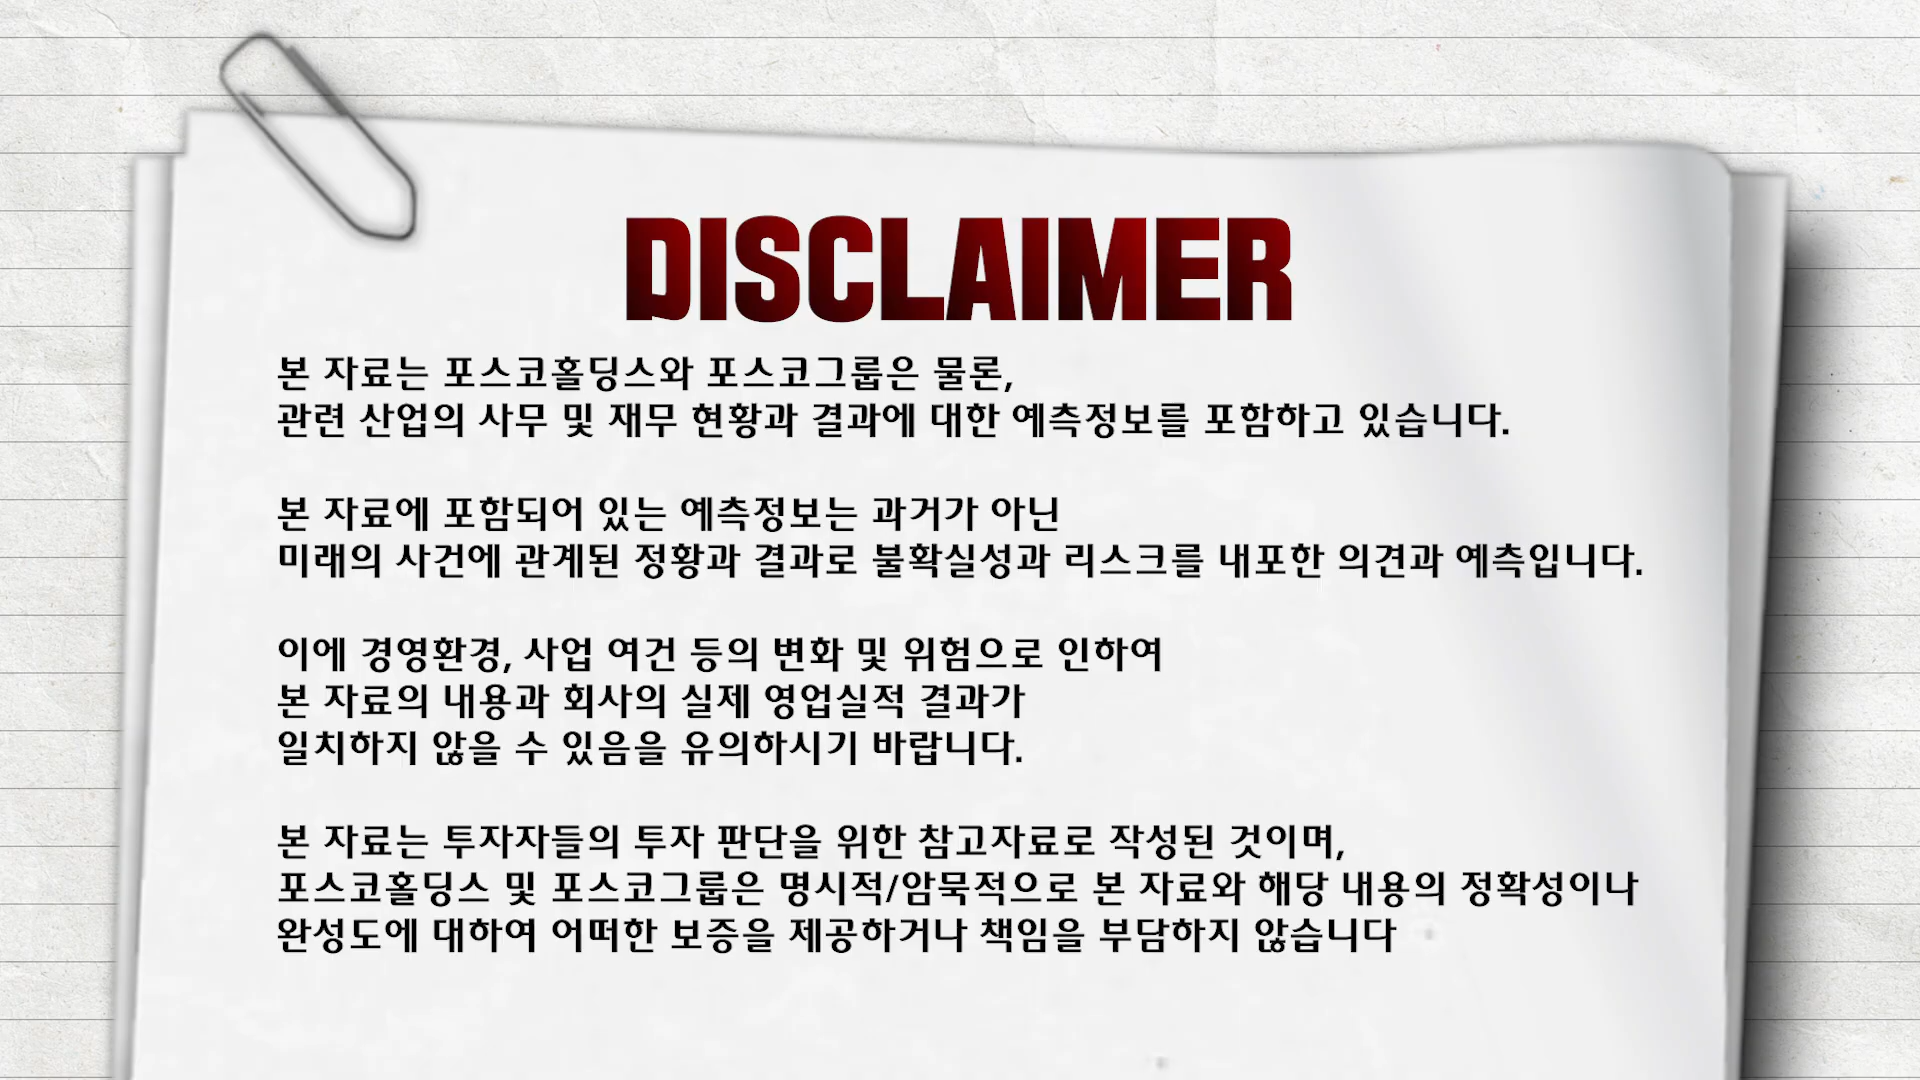 DISCLAIMER
본 자료는 포스코홀딩스와 포스코그룹은 물론,
관련 산업의 사무 및 재무 현황과 결과에 대한 예측정보를 포함하고 있습니다.
본 자료에 포함되어 있는 예측정보는 과거가 아닌
미래의 사건에 관계된 정황과 결과로 불확실성과 리스크를 내포한 의견과 예측입니다.
이에 경영환경, 사업 여건 등의 변화 및 위험으로 인하여
본 자료의 내용과 회사의 실제 영업실적 결과가
일치하지 않을 수 있음을 유의하시기 바랍니다.
본 자료는 투자자들의 투자 판단을 위한 참고자료로 작성된 것이며,
포스코홀딩스 및 포스코그룹은 명시적/암묵적으로 본 자료와 해당 내용의 정확성이나
완성도에 대하여 어떠한 보증을 제공하거나 책임을 부담하지 않습니다